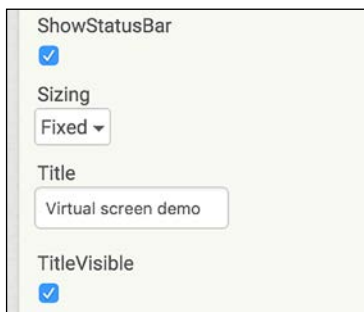 ShowStatusBar
Sizing
Fixed
Title
Virtual screen demo
TitleVisible